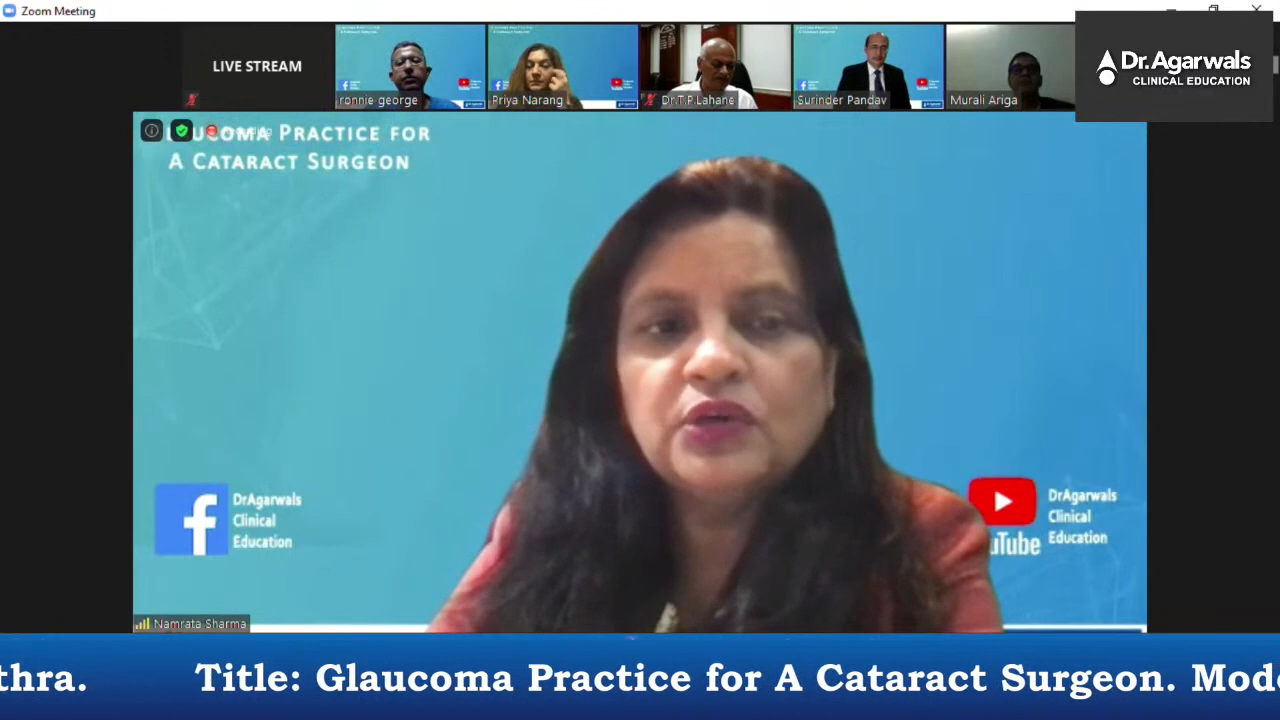 Zoom Meeting
LIVE STREAM
ronnie george
Priya Narang
Dr.T.P.Lahane
Surinder Pandav
Murali Ariga
Dr.Agarwals
CLINICAL EDUCATION
PRACTICE FOR
A CATARACT SURGEON
DrAgarwals
Clinical
Education
DrAgarwals
Clinical
Education
uTube
Namrata Sharma
thra. Title: Glaucoma Practice for A Cataract Surgeon. Mode